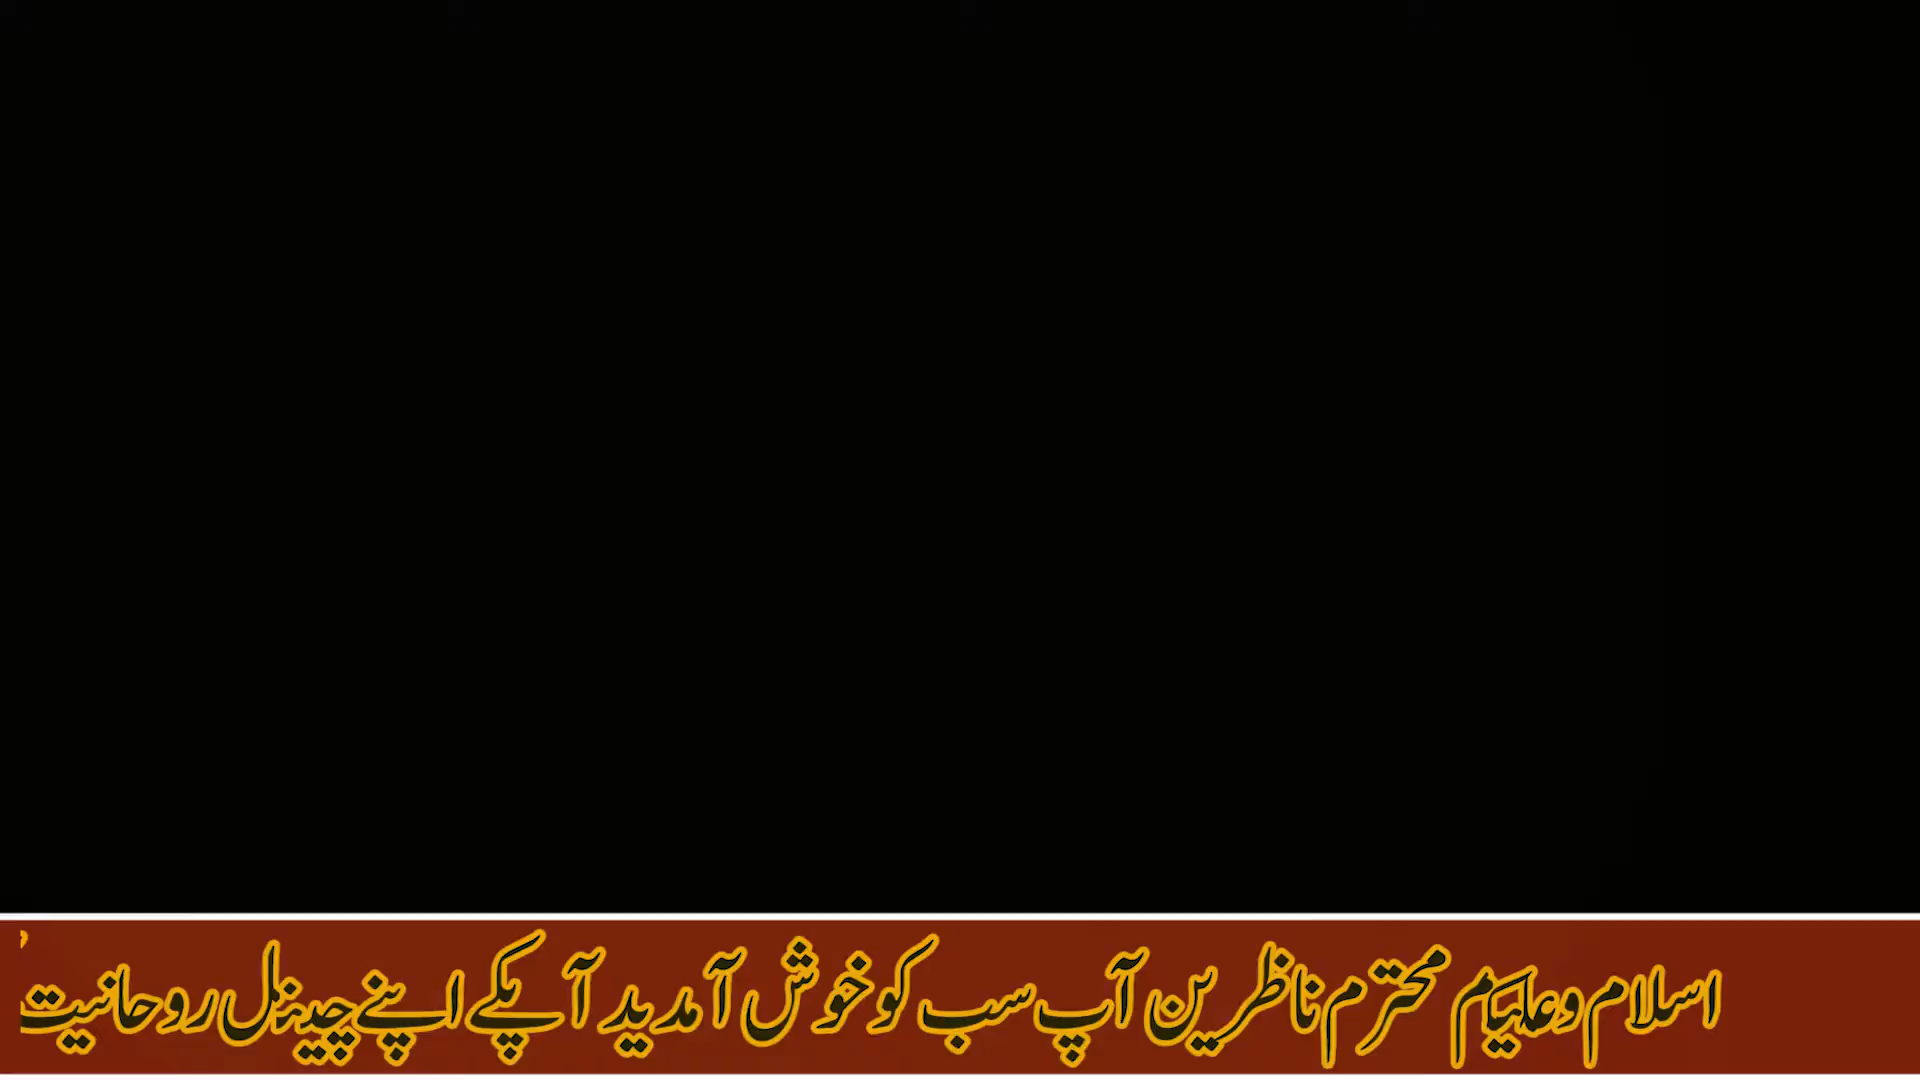 اسلام وعلیکم محترم ناظرین آپ سب کو خوش آمدید آپکے اپنے چینل روحانیت